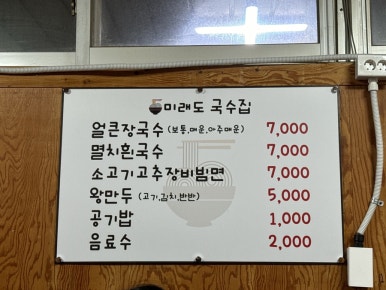 미래도 국수집
얼큰장국수 (보통,매운,아주매운) 7,000
멸치흰국수 7,000
소고기고추장비빔면 7,000
왕만두 (고기,김치,반반) 5,000
공기밥 1,000
음료수 2,000